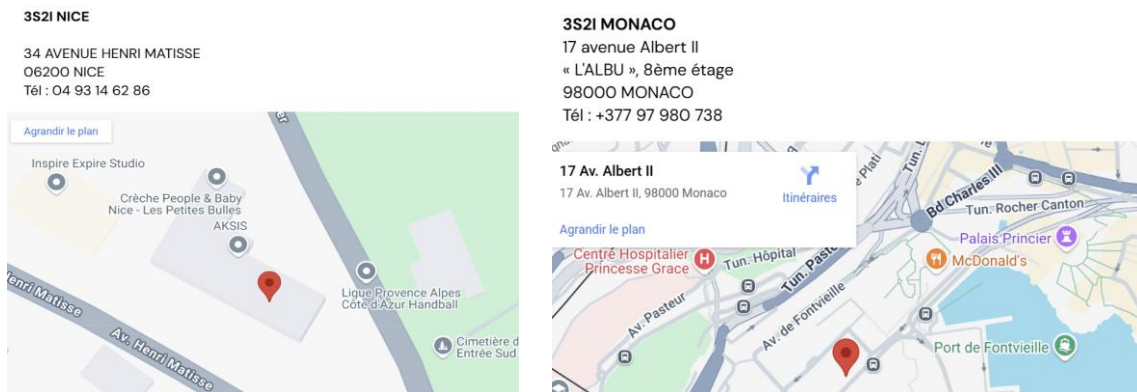 3S2I NICE
34 AVENUE HENRI MATISSE
06200 NICE
Tél : 04 93 14 62 86
Agrandir le plan
Inspire Expire Studio
Crèche People & Baby
Nice - Les Petites Bulles
AKSIS
Ligue Provence Alpes
Côte d'Azur Handball
Henri Matisse
Av. Henri Matisse
Cimetière d
Entrée Sud
3S2I MONACO
17 avenue Albert II
« L'ALBU », 8ème étage
98000 MONACO
Tél : +377 97 980 738
17 Av. Albert II
17 Av. Albert II, 98000 Monaco
Itinéraires
Agrandir le plan
Bd Charles III
Tun. Rocher Canton
Palais Princier
McDonald's
Centre Hospitalier
Princesse Grace
H
Tun. Hôpital
Tun. Paste
Av. Pasteur
Av. de Fontvieille
Port de Fontvieille